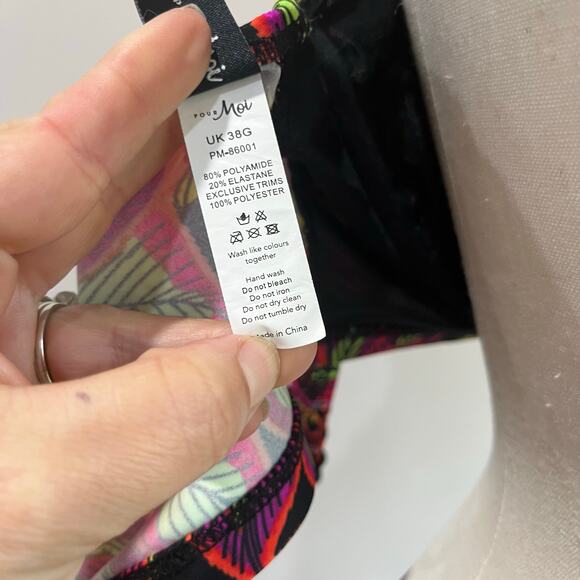 POUR Moi
UK 38G
PM-86001
80% POLYAMIDE
20% ELASTANE
EXCLUSIVE TRIMS
100% POLYESTER
Wash like colours
together
Hand wash
Do not bleach
Do not iron
Do not dry clean
Do not tumble dry
Made in China